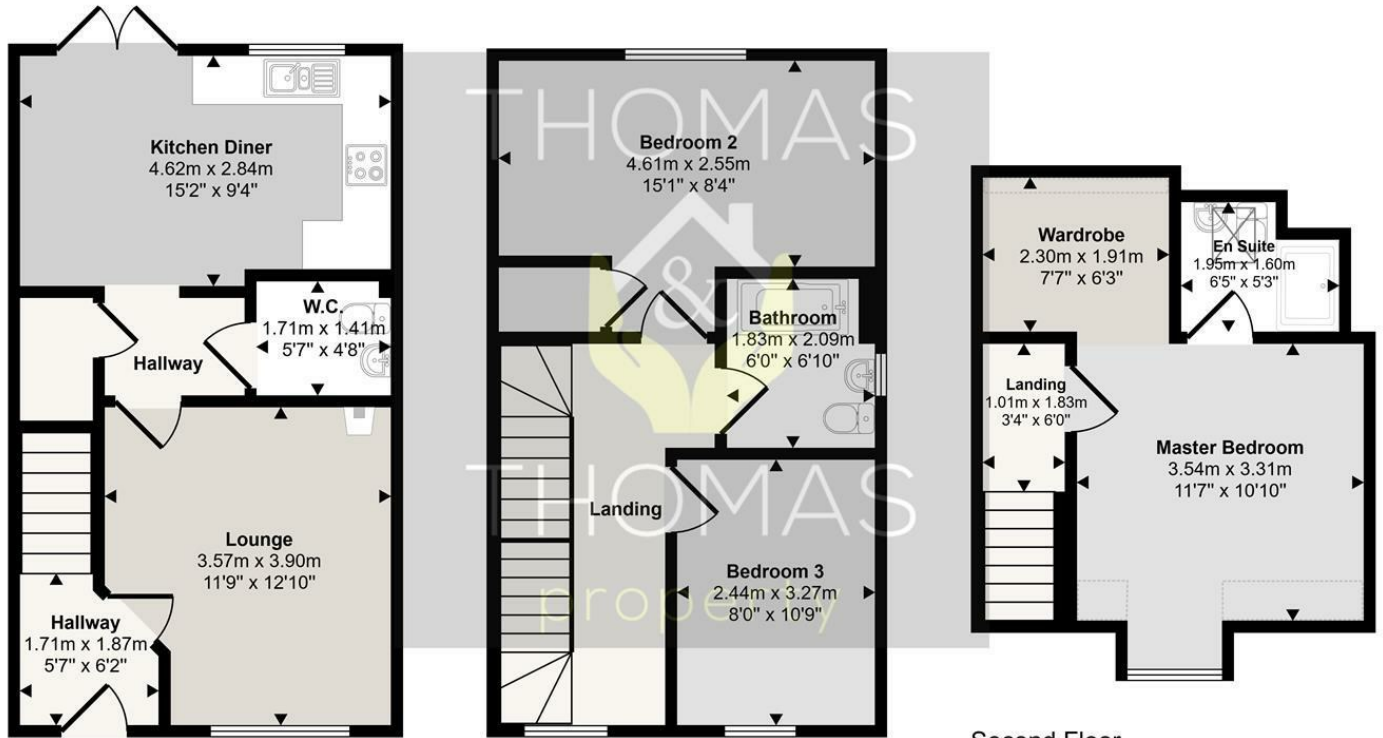 Kitchen Diner
4.62m x 2.84m
15'2" x 9'4"
W.C.
1.71m x 1.41m
5'7" x 4'8"
Hallway
Lounge
3.57m x 3.90m
11'9" x 12'10"
Hallway
1.71m x 1.87m
5'7" x 6'2"
THOMAS
&
THOMAS
property
Bedroom 2
4.61m x 2.55m
15'1" x 8'4"
Bathroom
1.83m x 2.09m
6'0" x 6'10"
Landing
Bedroom 3
2.44m x 3.27m
8'0" x 10'9"
Wardrobe
2.30m x 1.91m
7'7" x 6'3"
En Suite
1.95m x 1.60m
6'5" x 5'3"
Landing
1.01m x 1.83m
3'4" x 6'0"
Master Bedroom
3.54m x 3.31m
11'7" x 10'10"
Second Floor